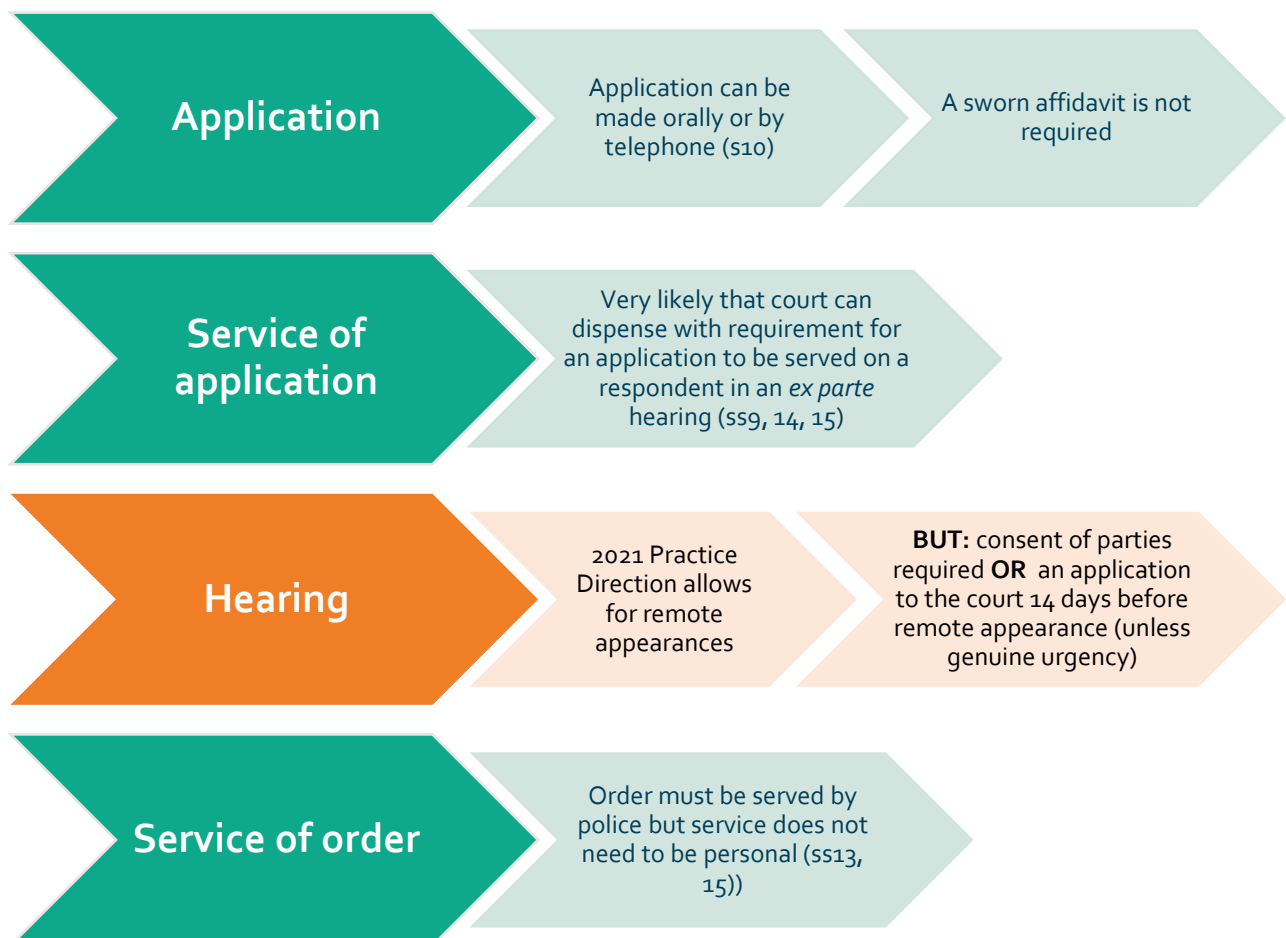 Application
Application can be
made orally or by
telephone (s10)
A sworn affidavit is not
required
Service of
application
Very likely that court can
dispense with requirement for
an application to be served on a
respondent in an ex parte
hearing (ss9, 14, 15)
Hearing
2021 Practice
Direction allows
for remote
appearances
BUT: consent of parties
required OR an application
to the court 14 days before
remote appearance (unless
genuine urgency)
Service of order
Order must be served by
police but service does not
need to be personal (ss13,
15))